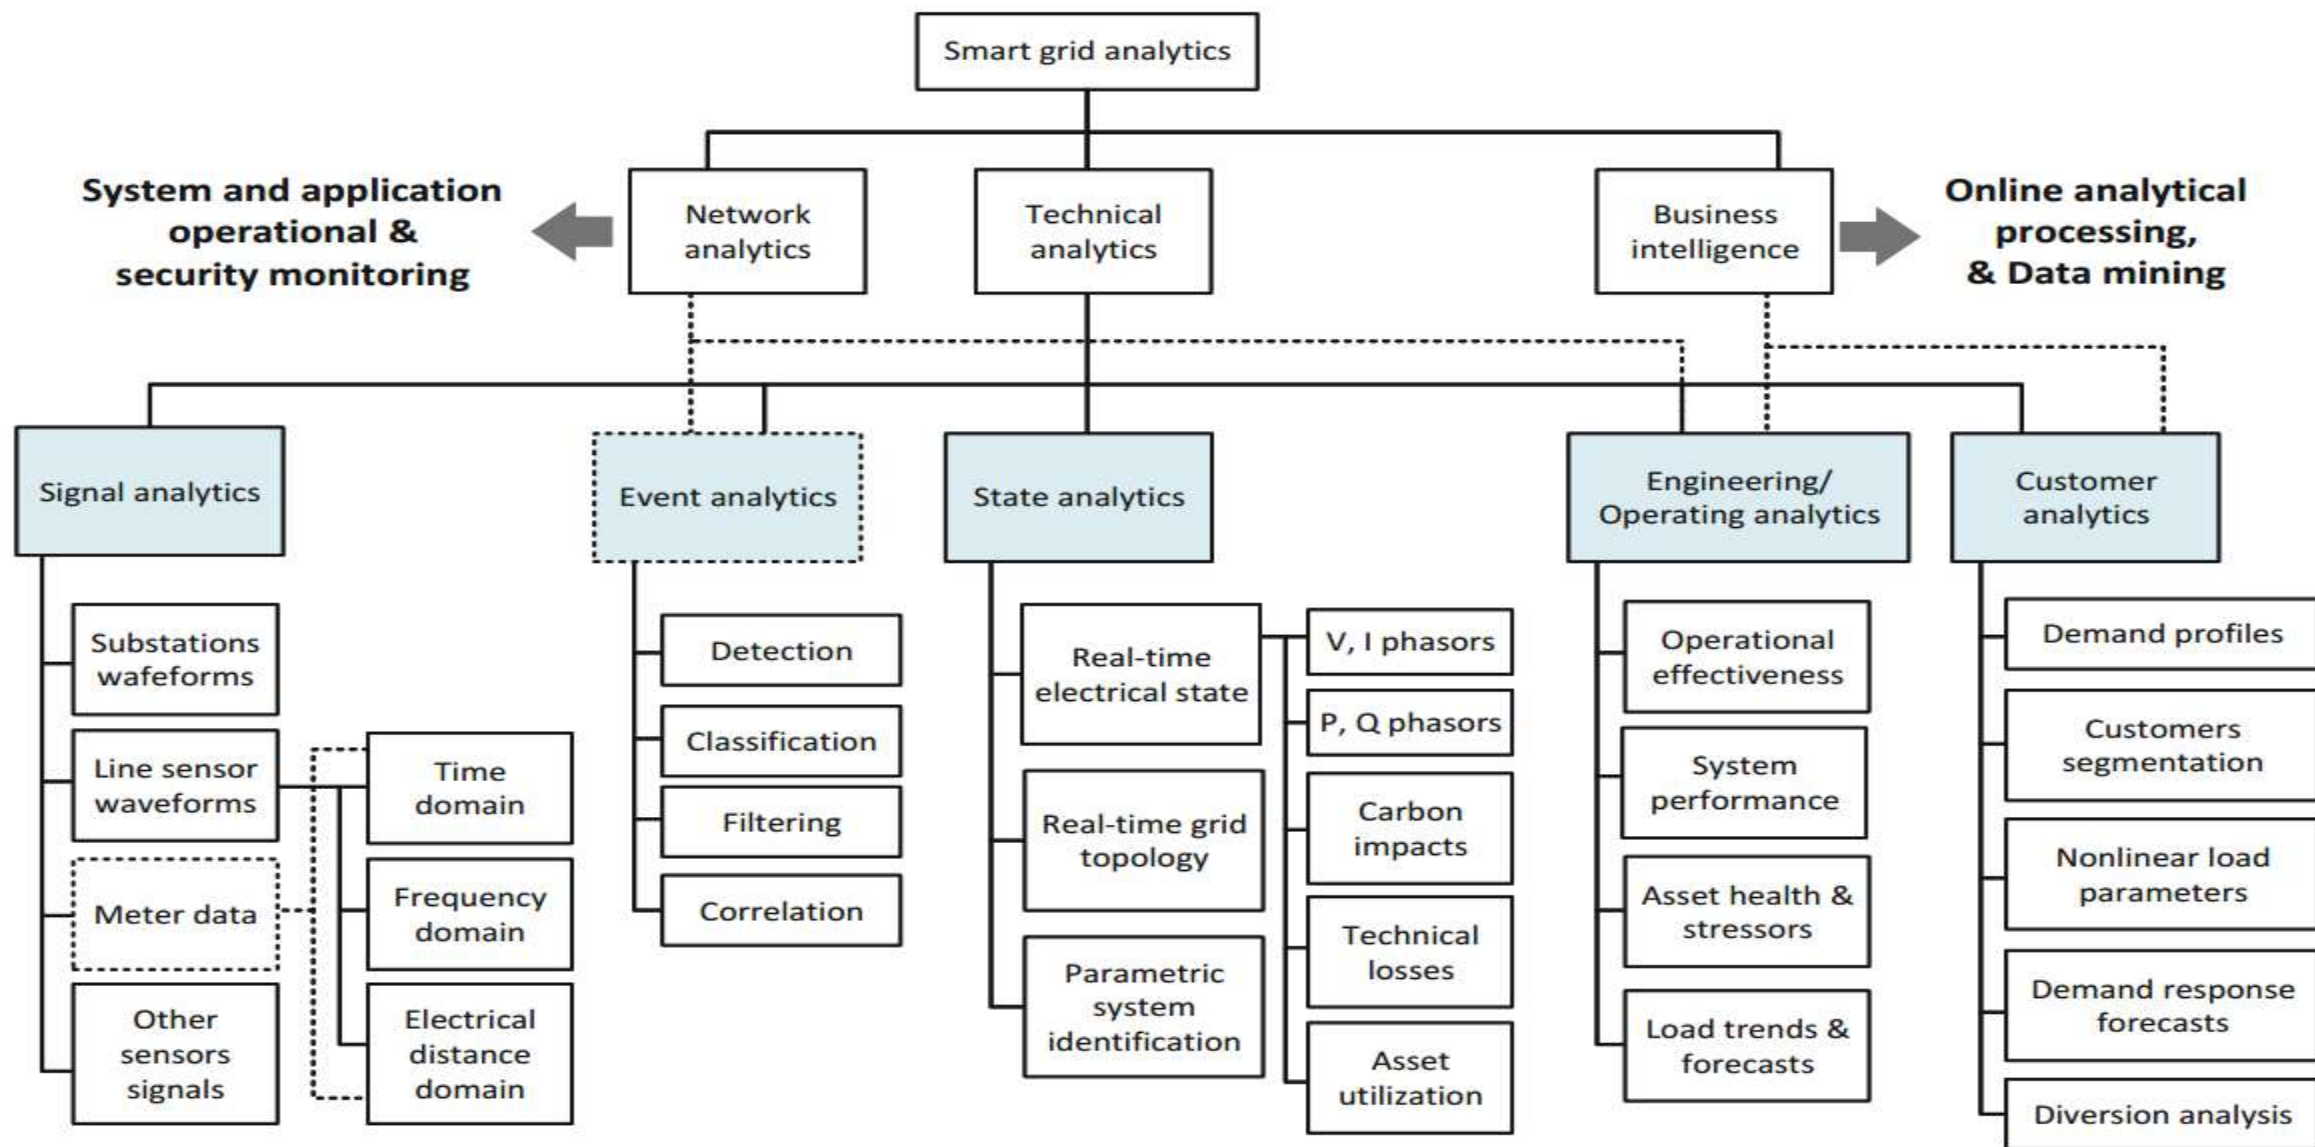 Smart grid analytics
System and application
operational &
security monitoring
Network
analytics
Technical
analytics
Business
intelligence
Online analytical
processing,
& Data mining
Signal analytics
Event analytics
State analytics
Engineering/
Operating analytics
Customer
analytics
Substations
wafeforms
Line sensor
waveforms
Meter data
Other
sensors
signals
Time
domain
Frequency
domain
Electrical
distance
domain
Detection
Classification
Filtering
Correlation
Real-time
electrical state
Real-time grid
topology
Parametric
system
identification
V, I phasors
P, Q phasors
Carbon
impacts
Technical
losses
Asset
utilization
Operational
effectiveness
System
performance
Asset health &
stressors
Load trends &
forecasts
Demand profiles
Customers
segmentation
Nonlinear load
parameters
Demand response
forecasts
Diversion analysis